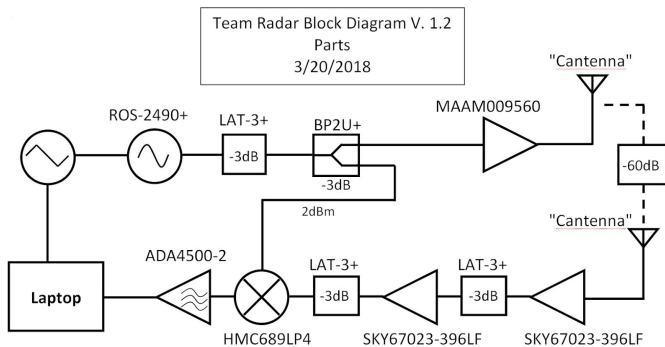 Team Radar Block Diagram V. 1.2
Parts
3/20/2018
"Cantenna"
MAAM009560
ROS-2490+
LAT-3+
BP2U+
-3dB
-3dB
-60dB
2dBm
"Cantenna"
ADA4500-2
LAT-3+
LAT-3+
Laptop
-3dB
-3dB
HMC689LP4
SKY67023-396LF
SKY67023-396LF